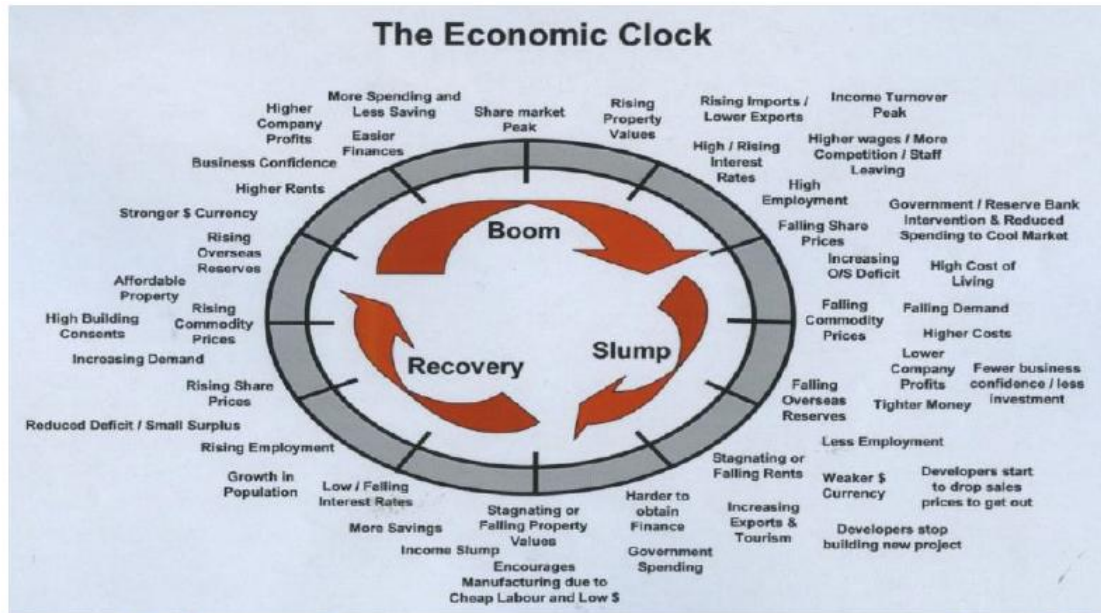 The Economic Clock
More Spending and
Less Saving
Higher
Company
Profits
Easier
Finances
Share market
Peak
Rising
Property
Values
Rising Imports /
Lower Exports
Income Turnover
Peak
Business Confidence
High / Rising
Interest
Rates
Higher wages / More
Competition / Staff
Leaving
Higher Rents
High
Employment
Stronger $ Currency
Government / Reserve Bank
Intervention & Reduced
Spending to Cool Market
Falling Share
Prices
Boom
Rising
Overseas
Reserves
Increasing
O/S Deficit
High Cost of
Living
Affordable
Property
Rising
Commodity
Prices
High Building
Consents
Falling
Commodity
Prices
Falling Demand
Higher Costs
Increasing Demand
Recovery
Slump
Lower
Company
Profits
Fewer business
confidence / less
investment
Rising Share
Prices
Falling
Overseas
Reserves
Tighter Money
Reduced Deficit / Small Surplus
Less Employment
Rising Employment
Stagnating or
Falling Rents
Growth in
Population
Low / Falling
Interest Rates
Weaker $
Currency
Developers start
to drop sales
prices to get out
Harder to
obtain
Finance
Stagnating or
Falling Property
Values
Increasing
Exports &
Tourism
More Savings
Developers stop
building new project
Income Slump
Government
Spending
Encourages
Manufacturing due to
Cheap Labour and Low $